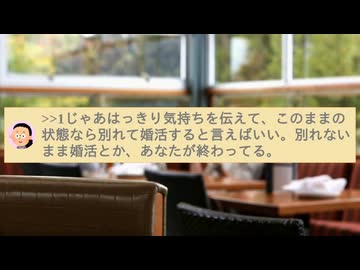 >>1じゃあはっきり気持ちを伝えて、このままの
状態なら別れて婚活すると言えばいい。別れない
まま婚活とか、あなたが終わってる。